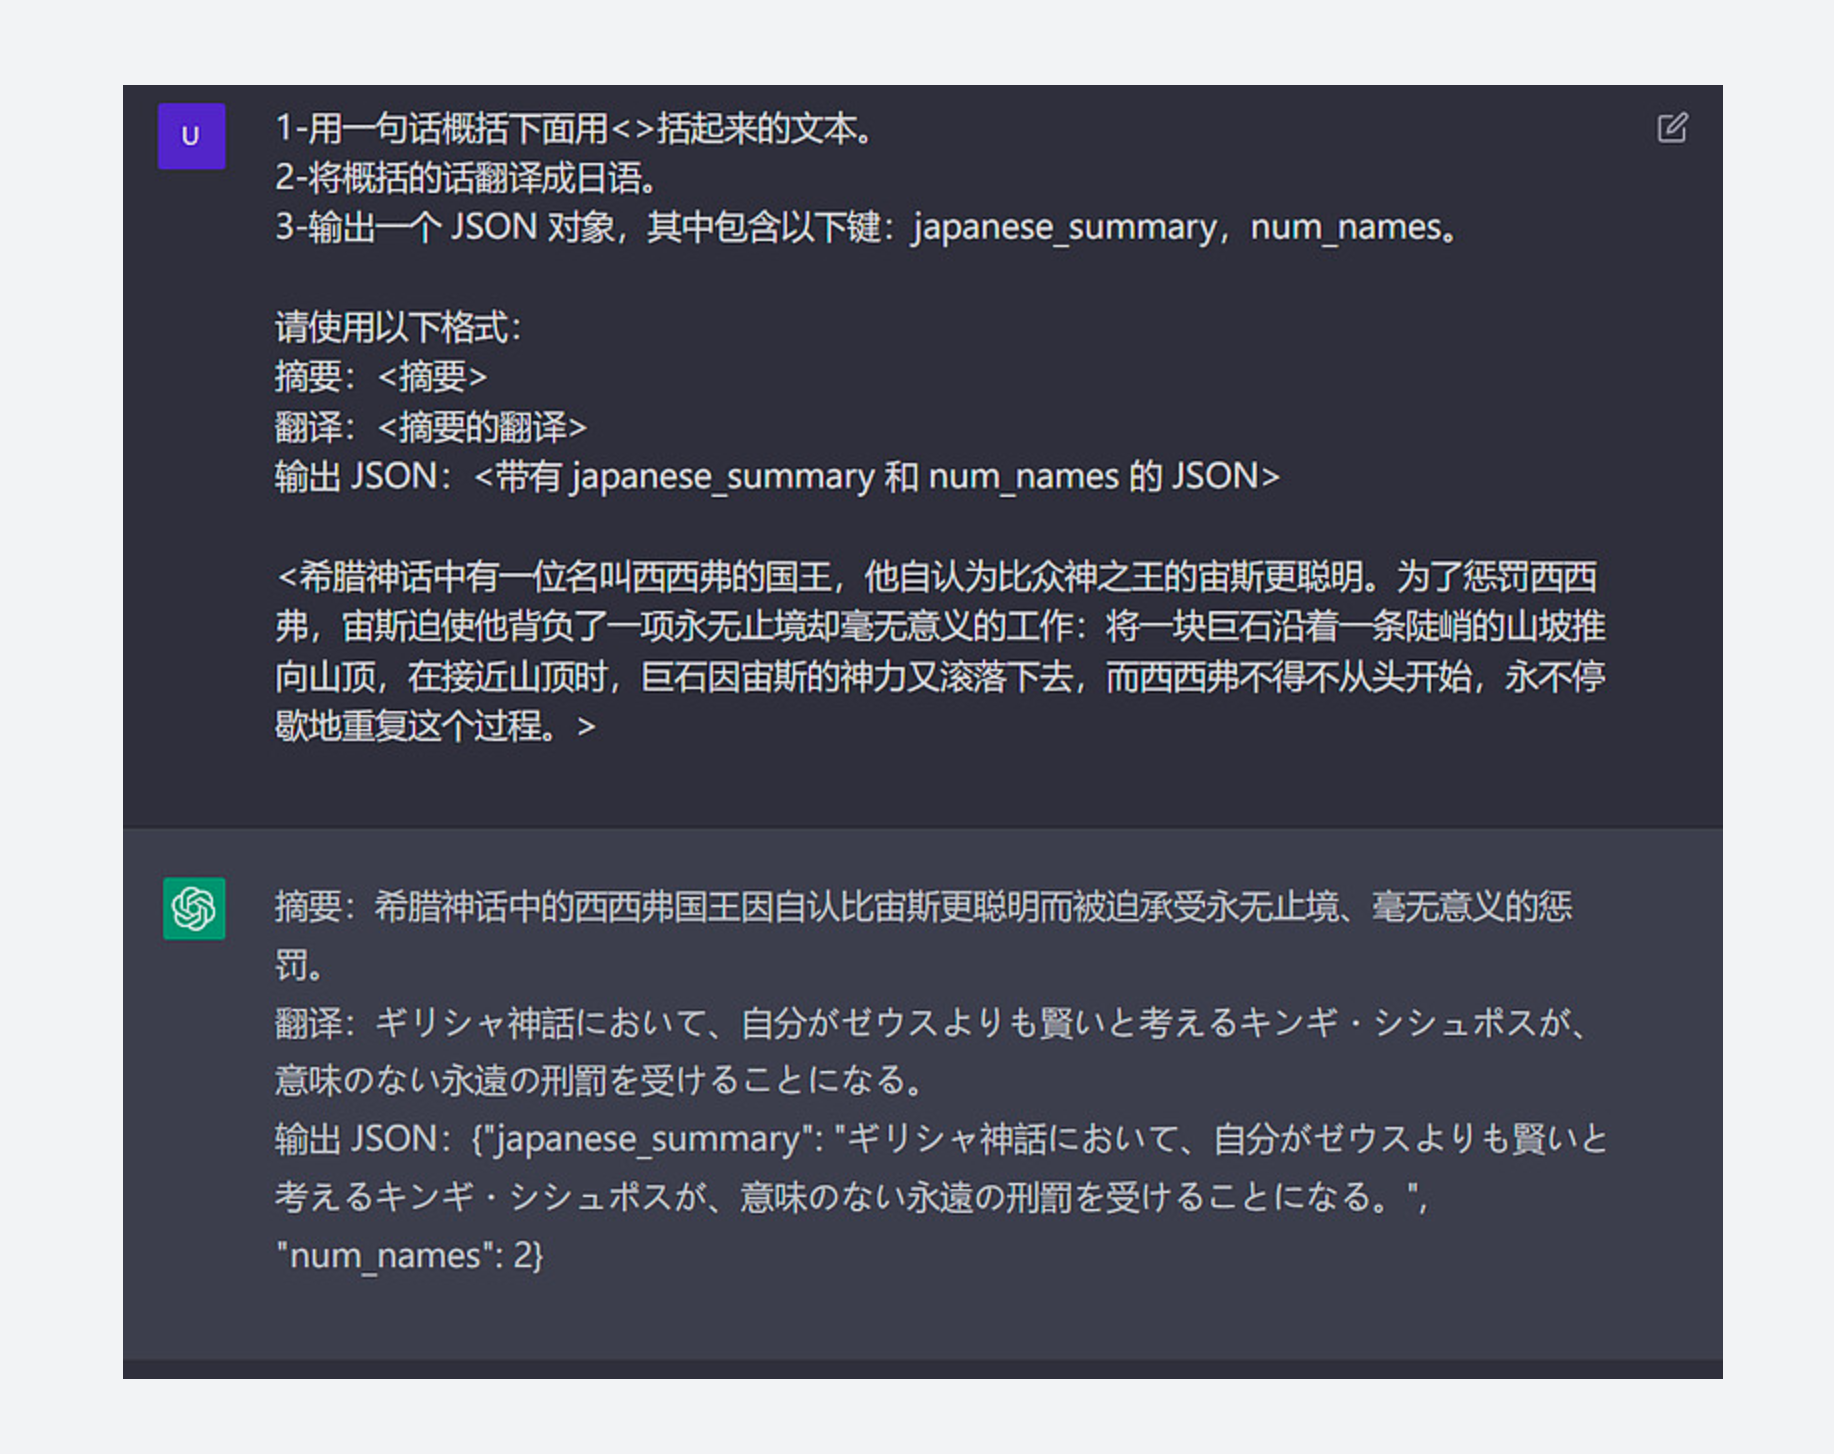 U
1-用一句话概括下面用<>括起来的文本。
2-将概括的话翻译成日语。
3-输出一个 JSON 对象，其中包含以下键：japanese_summary，num_names。
请使用以下格式：
摘要：<摘要>
翻译：<摘要的翻译>
输出 JSON：<带有 japanese_summary 和 num_names 的 JSON>
<希腊神话中有一位名叫西西弗的国王，他自认为比众神之王的宙斯更聪明。为了惩罚西西
弗，宙斯迫使他背负了一项永无止境却毫无意义的工作：将一块巨石沿着一条陡峭的山坡推
向山顶，在接近山顶时，巨石因宙斯的神力又滚落下去，而西西弗不得不从头开始，永不停
歇地重复这个过程。>
摘要：希腊神话中的西西弗国王因自认比宙斯更聪明而被迫承受永无止境、毫无意义的惩
罚。
翻译：ギリシャ神話において、自分がゼウスよりも賢いと考えるキンギ・シシュポスが、
意味のない永遠の刑罰を受けることになる。
输出 JSON：{"japanese_summary": "ギリシャ神話において、自分がゼウスよりも賢いと
考えるキンギ・シシュポスが、意味のない永遠の刑罰を受けることになる。",
"num_names": 2}